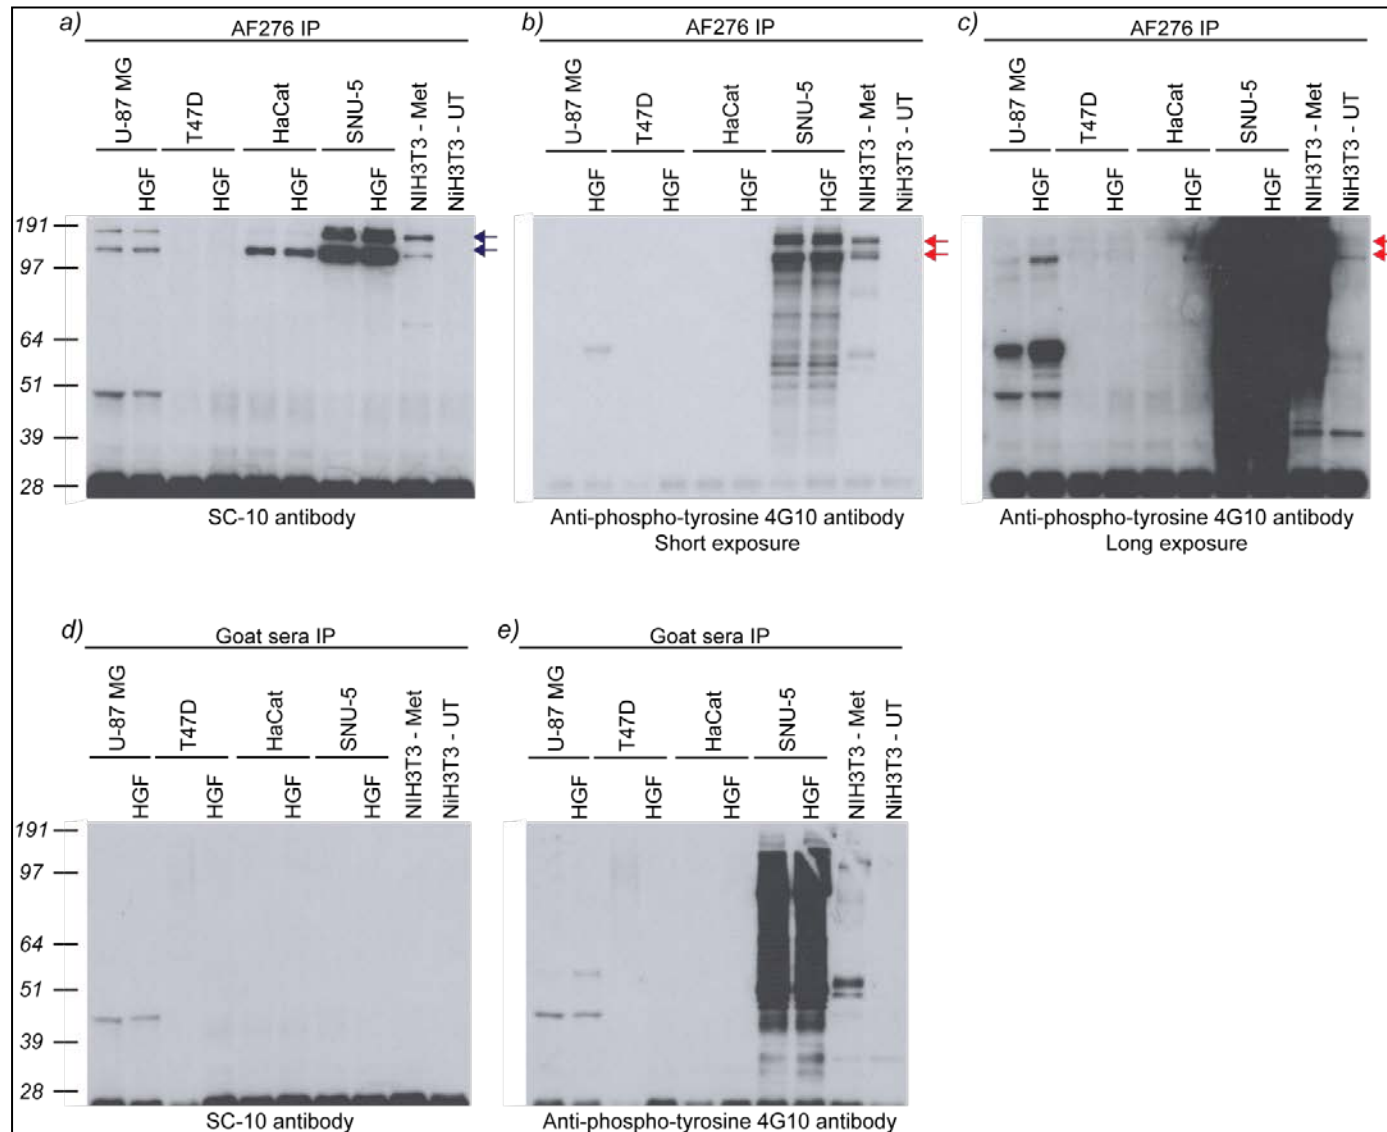 a) AF276 IP
U-87 MG T47D HaCat SNU-5 NIH3T3 - Met NiH3T3 - UT
HGF HGF HGF HGF
191
97
64
51
39
28
SC-10 antibody
b) AF276 IP
U-87 MG T47D HaCat SNU-5 NIH3T3 - Met NiH3T3 - UT
HGF HGF HGF HGF
Anti-phospho-tyrosine 4G10 antibody
Short exposure
c) AF276 IP
U-87 MG T47D HaCat SNU-5 NIH3T3 - Met NiH3T3 - UT
HGF HGF HGF HGF
Anti-phospho-tyrosine 4G10 antibody
Long exposure
d) Goat sera IP
U-87 MG T47D HaCat SNU-5 NIH3T3 - Met NiH3T3 - UT
HGF HGF HGF HGF
191
97
64
51
39
28
SC-10 antibody
e) Goat sera IP
U-87 MG T47D HaCat SNU-5 NIH3T3 - Met NiH3T3 - UT
HGF HGF HGF HGF
Anti-phospho-tyrosine 4G10 antibody